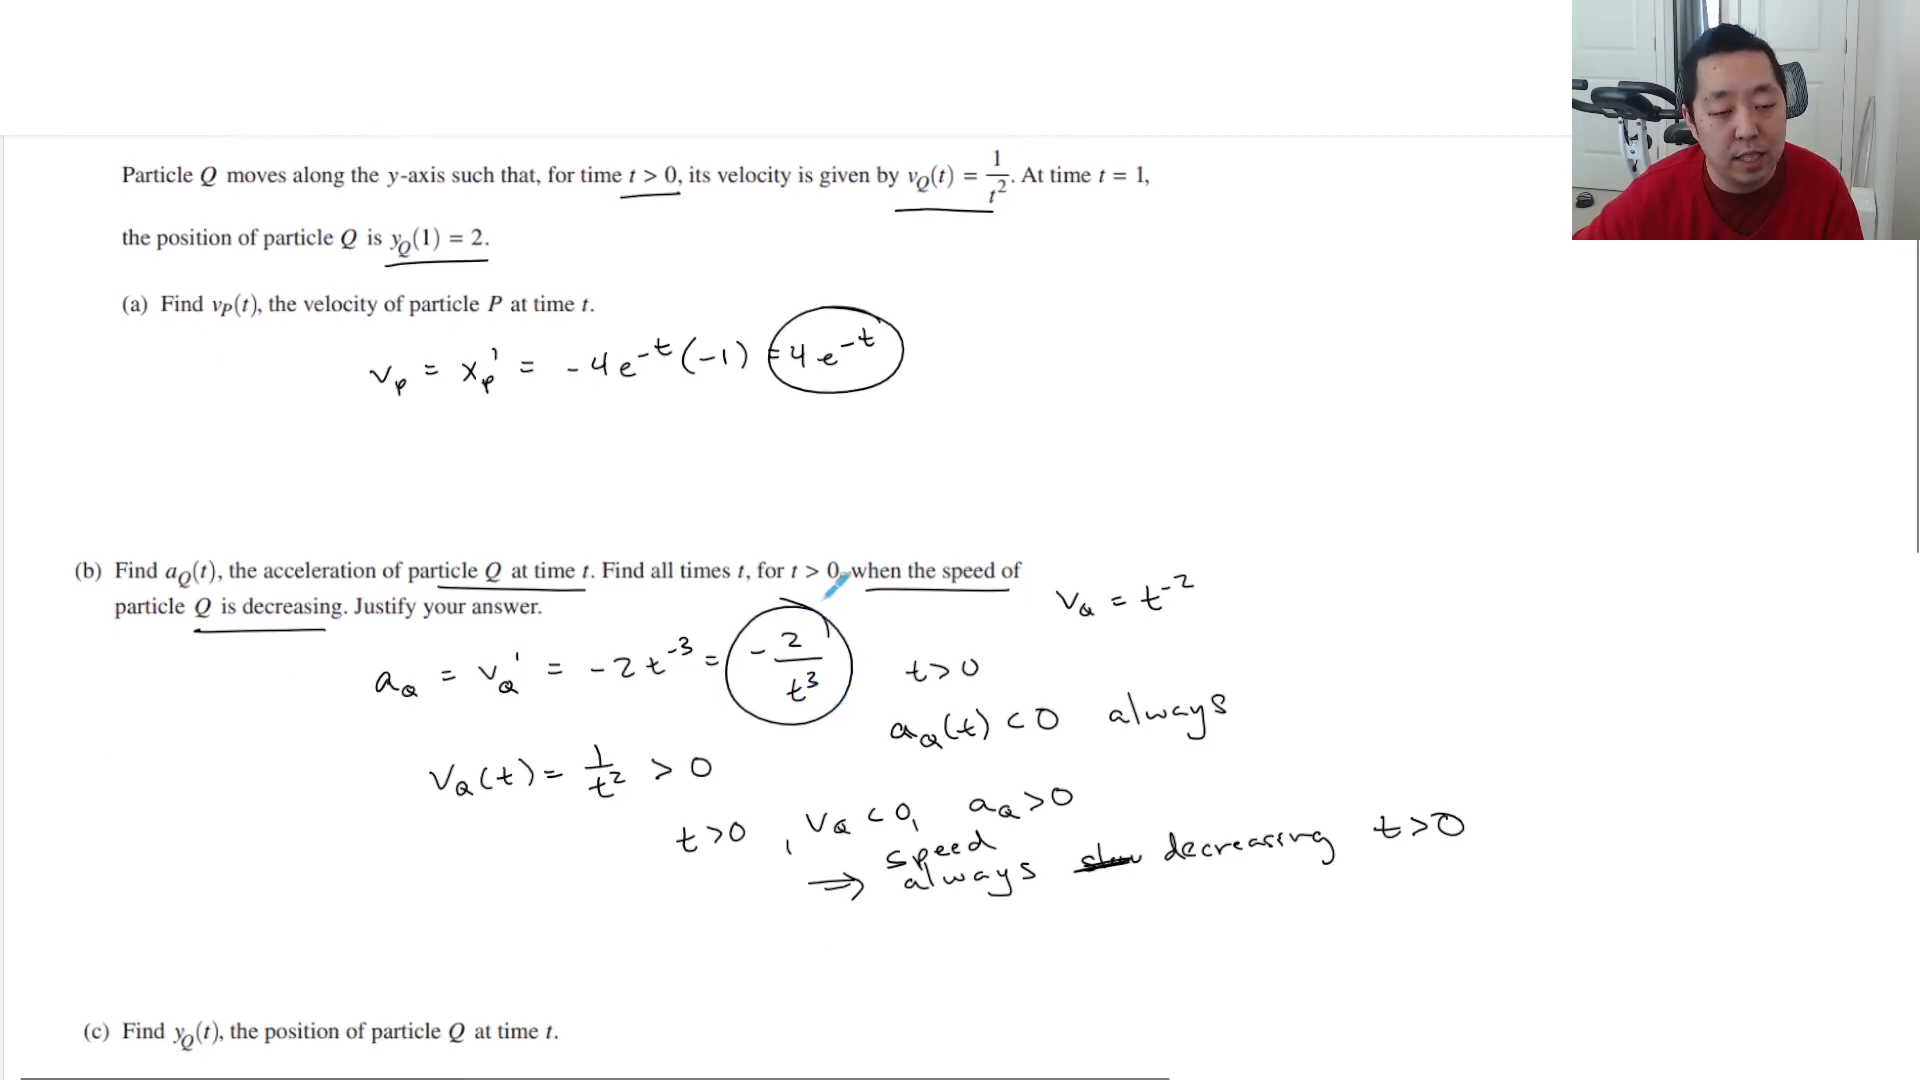 Particle Q moves along the y-axis such that, for time t > 0, its velocity is given by v_Q(t) = 1/t². At time t = 1,
the position of particle Q is y_Q(1) = 2.
(a) Find v_P(t), the velocity of particle P at time t.
v_p = x_p' = -4e^-t (-1) = 4e^-t
(b) Find a_Q(t), the acceleration of particle Q at time t. Find all times t, for t > 0, when the speed of
particle Q is decreasing. Justify your answer.
v_Q = t^-2
a_Q = v_Q' = -2t^-3 = -2/t³
t > 0
a_Q(t) < 0 always
v_Q(t) = 1/t² > 0
t > 0, v_Q < 0, a_Q > 0
⇒ speed always decreasing t > 0
(c) Find y_Q(t), the position of particle Q at time t.